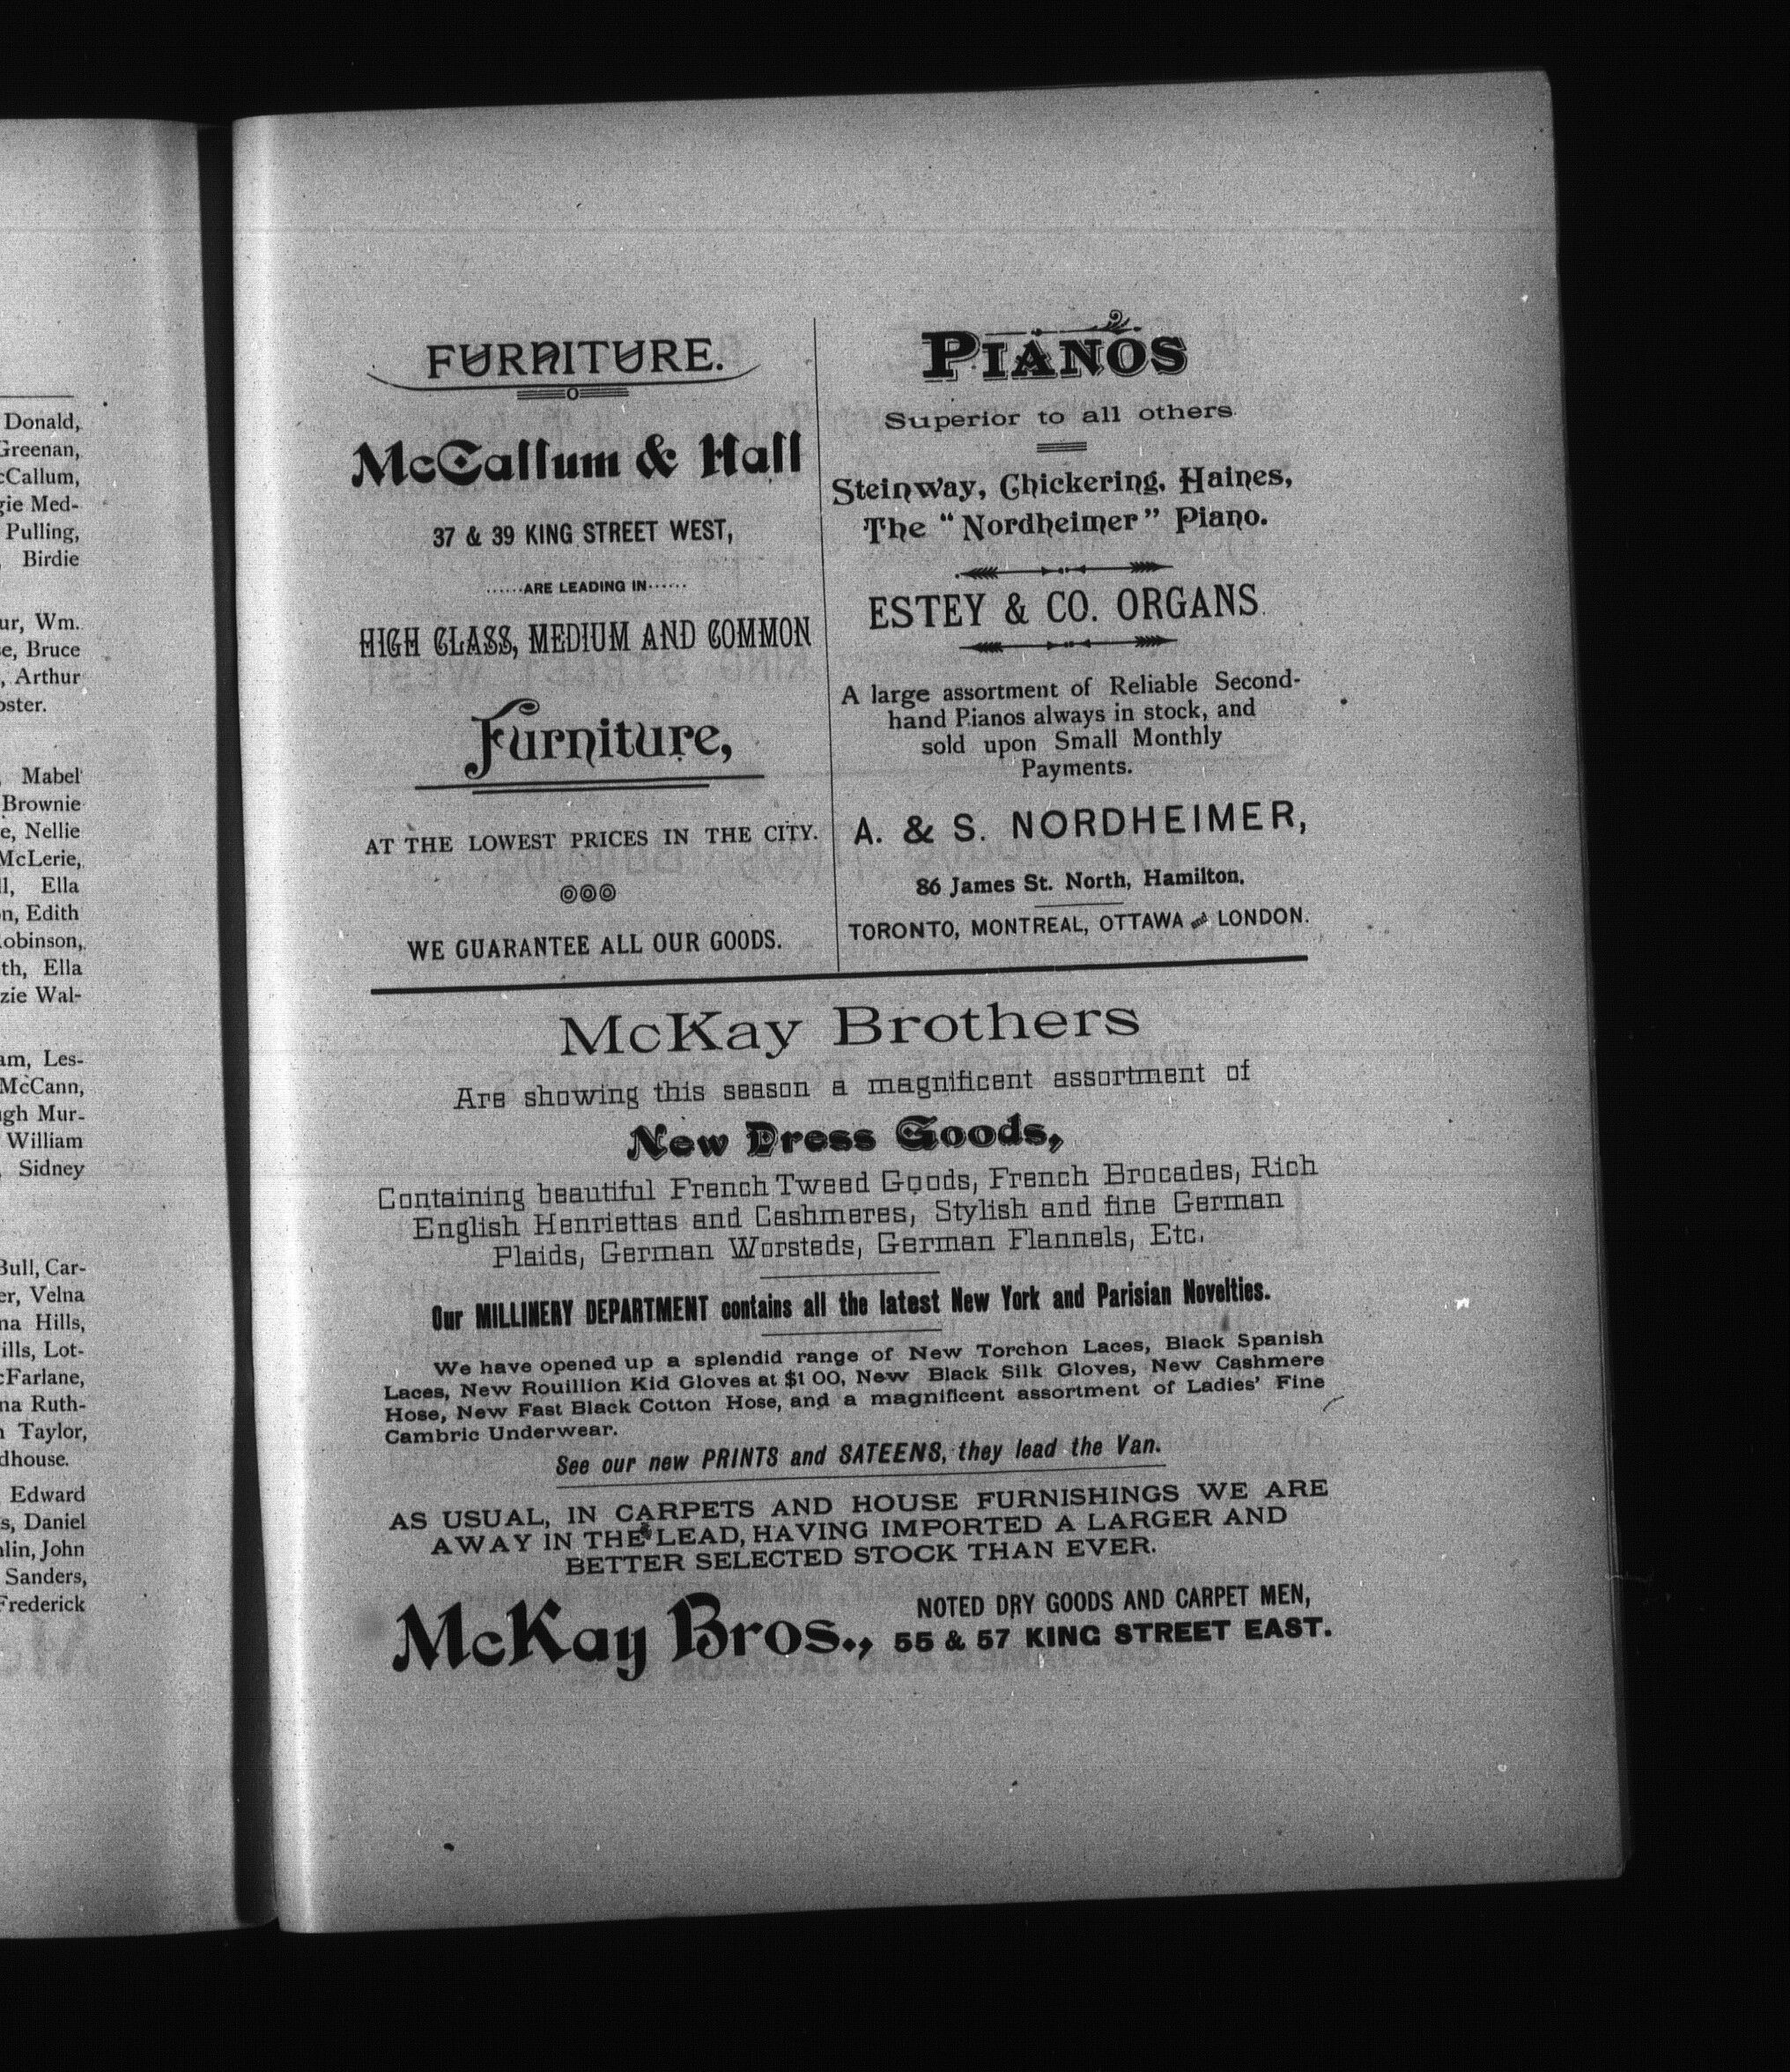 Donald,
Greenan,
cCallum,
gie Med-
Pulling,
Birdie
ur, Wm.
e, Bruce
, Arthur
oster.
Mabel
Brownie
e, Nellie
McLerie,
ll, Ella
n, Edith
Robinson,
th, Ella
zie Wal-
am, Les-
McCann,
gh Mur-
William
Sidney
Bull, Car-
er, Velna
na Hills,
ills, Lot-
cFarlane,
na Ruth-
n Taylor,
dhouse.
Edward
s, Daniel
lin, John
Sanders,
Frederick
FURNITURE.
McCallum & Hall
37 & 39 KING STREET WEST,
......ARE LEADING IN......
HIGH CLASS, MEDIUM AND COMMON
Furniture,
AT THE LOWEST PRICES IN THE CITY.
WE GUARANTEE ALL OUR GOODS.
PIANOS
Superior to all others.
Steinway, Chickering, Haines,
The "Nordheimer" Piano.
ESTEY & CO. ORGANS.
A large assortment of Reliable Second-
hand Pianos always in stock, and
sold upon Small Monthly
Payments.
A. & S. NORDHEIMER,
86 James St. North, Hamilton.
TORONTO, MONTREAL, OTTAWA and LONDON.
McKay Brothers
Are showing this season a magnificent assortment of
New Dress Goods,
Containing beautiful French Tweed Goods, French Brocades, Rich
English Henriettas and Cashmeres, Stylish and fine German
Plaids, German Worsteds, German Flannels, Etc.
Our MILLINERY DEPARTMENT contains all the latest New York and Parisian Novelties.
We have opened up a splendid range of New Torchon Laces, Black Spanish
Laces, New Rouillion Kid Gloves at $1 00, New Black Silk Gloves, New Cashmere
Hose, New Fast Black Cotton Hose, and a magnificent assortment of Ladies' Fine
Cambric Underwear.
See our new PRINTS and SATEENS, they lead the Van.
AS USUAL, IN CARPETS AND HOUSE FURNISHINGS WE ARE
AWAY IN THE LEAD, HAVING IMPORTED A LARGER AND
BETTER SELECTED STOCK THAN EVER.
McKay Bros.,
NOTED DRY GOODS AND CARPET MEN,
55 & 57 KING STREET EAST.